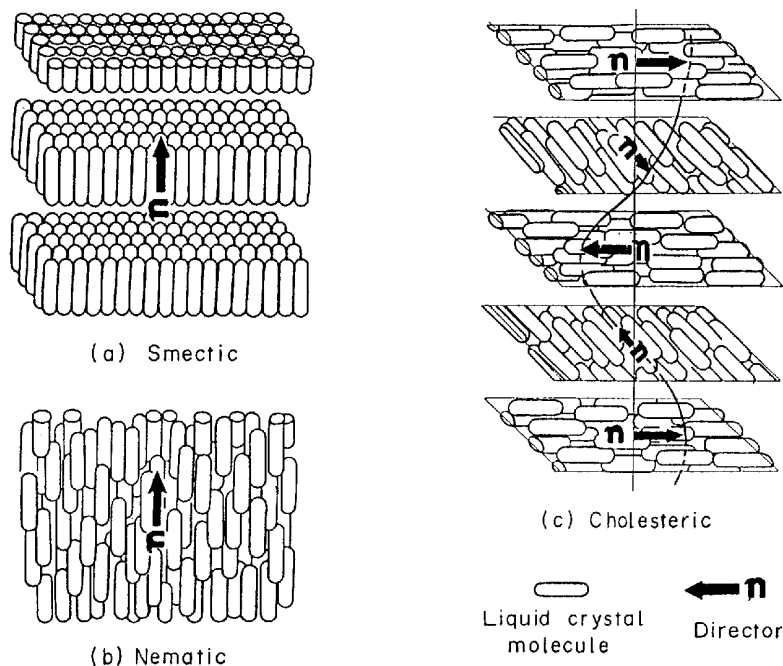 n
(a) Smectic
n
(b) Nematic
n
n
n
n
n
(c) Cholesteric
Liquid crystal
molecule
n
Director